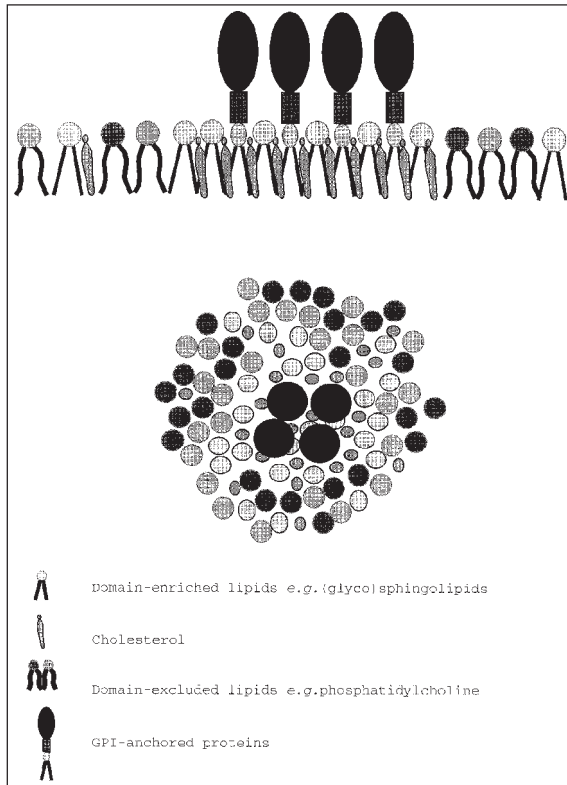 Domain-enriched lipids e.g.(glyco)sphingolipids
Cholesterol
Domain-excluded lipids e.g.phosphatidylcholine
GPI-anchored proteins